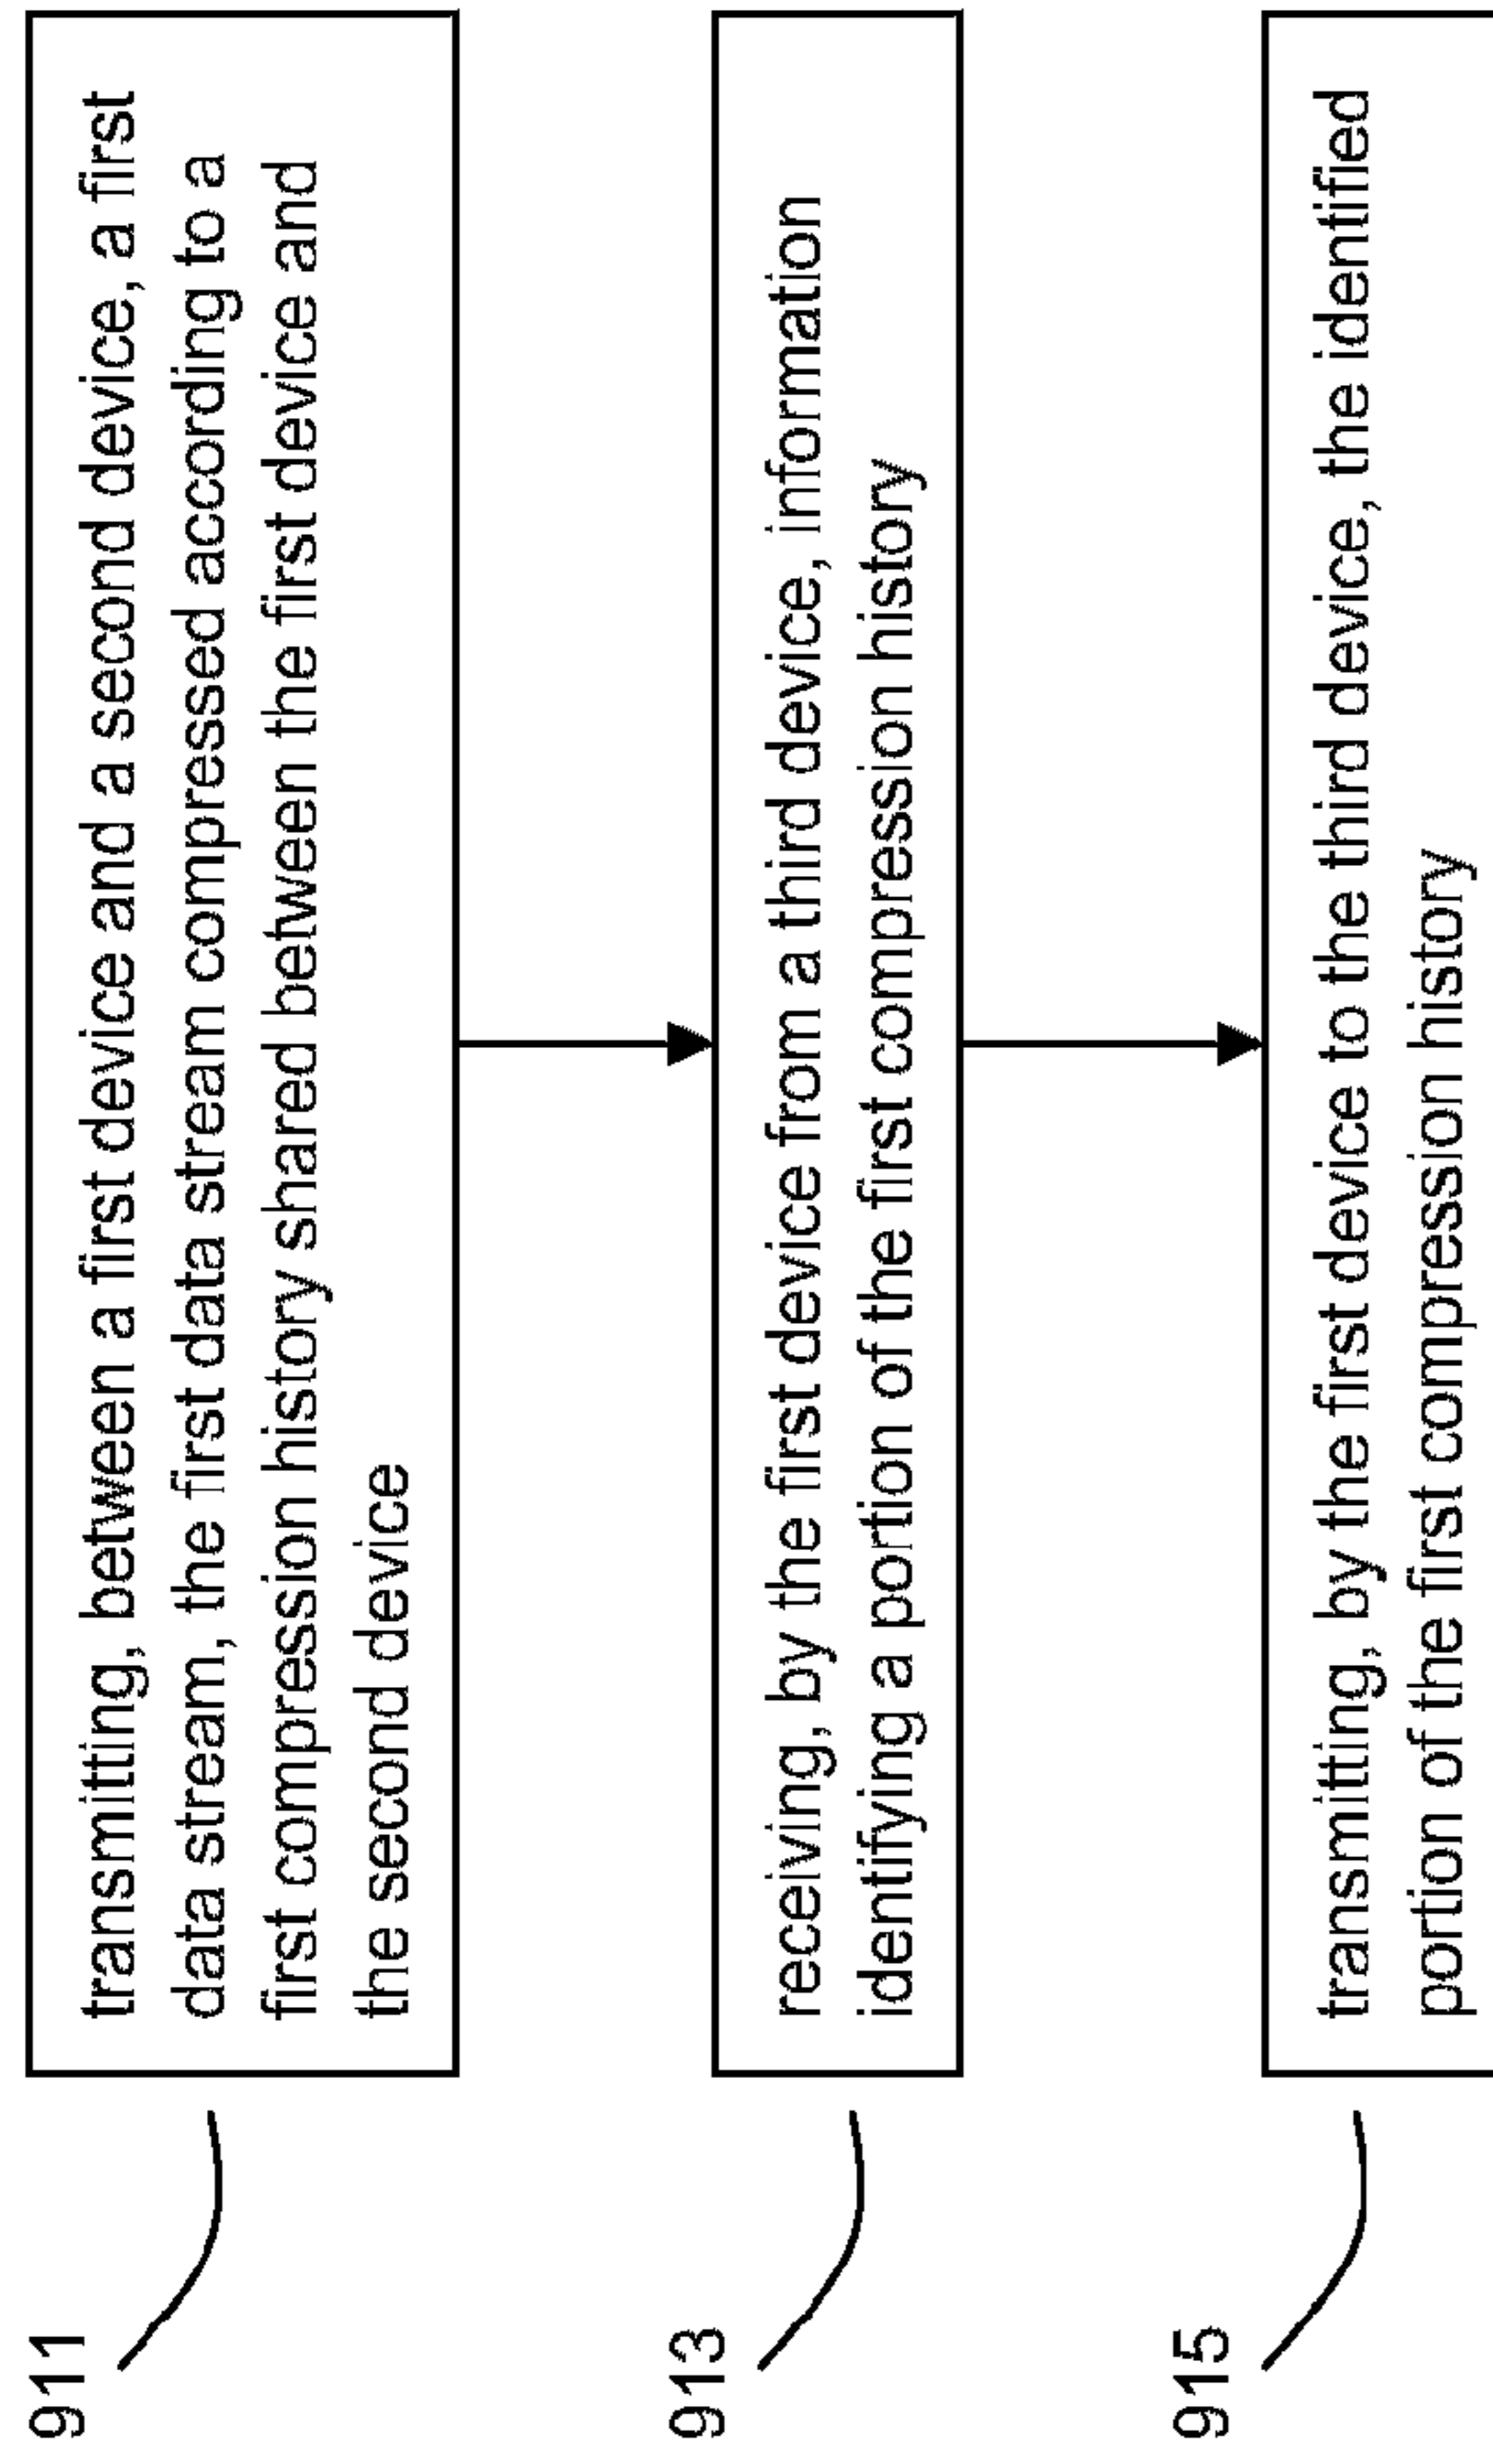 911
transmitting, between a first device and a second device, a first
data stream, the first data stream compressed according to a
first compression history shared between the first device and
the second device
913
receiving, by the first device from a third device, information
identifying a portion of the first compression history
915
transmitting, by the first device to the third device, the identified
portion of the first compression history